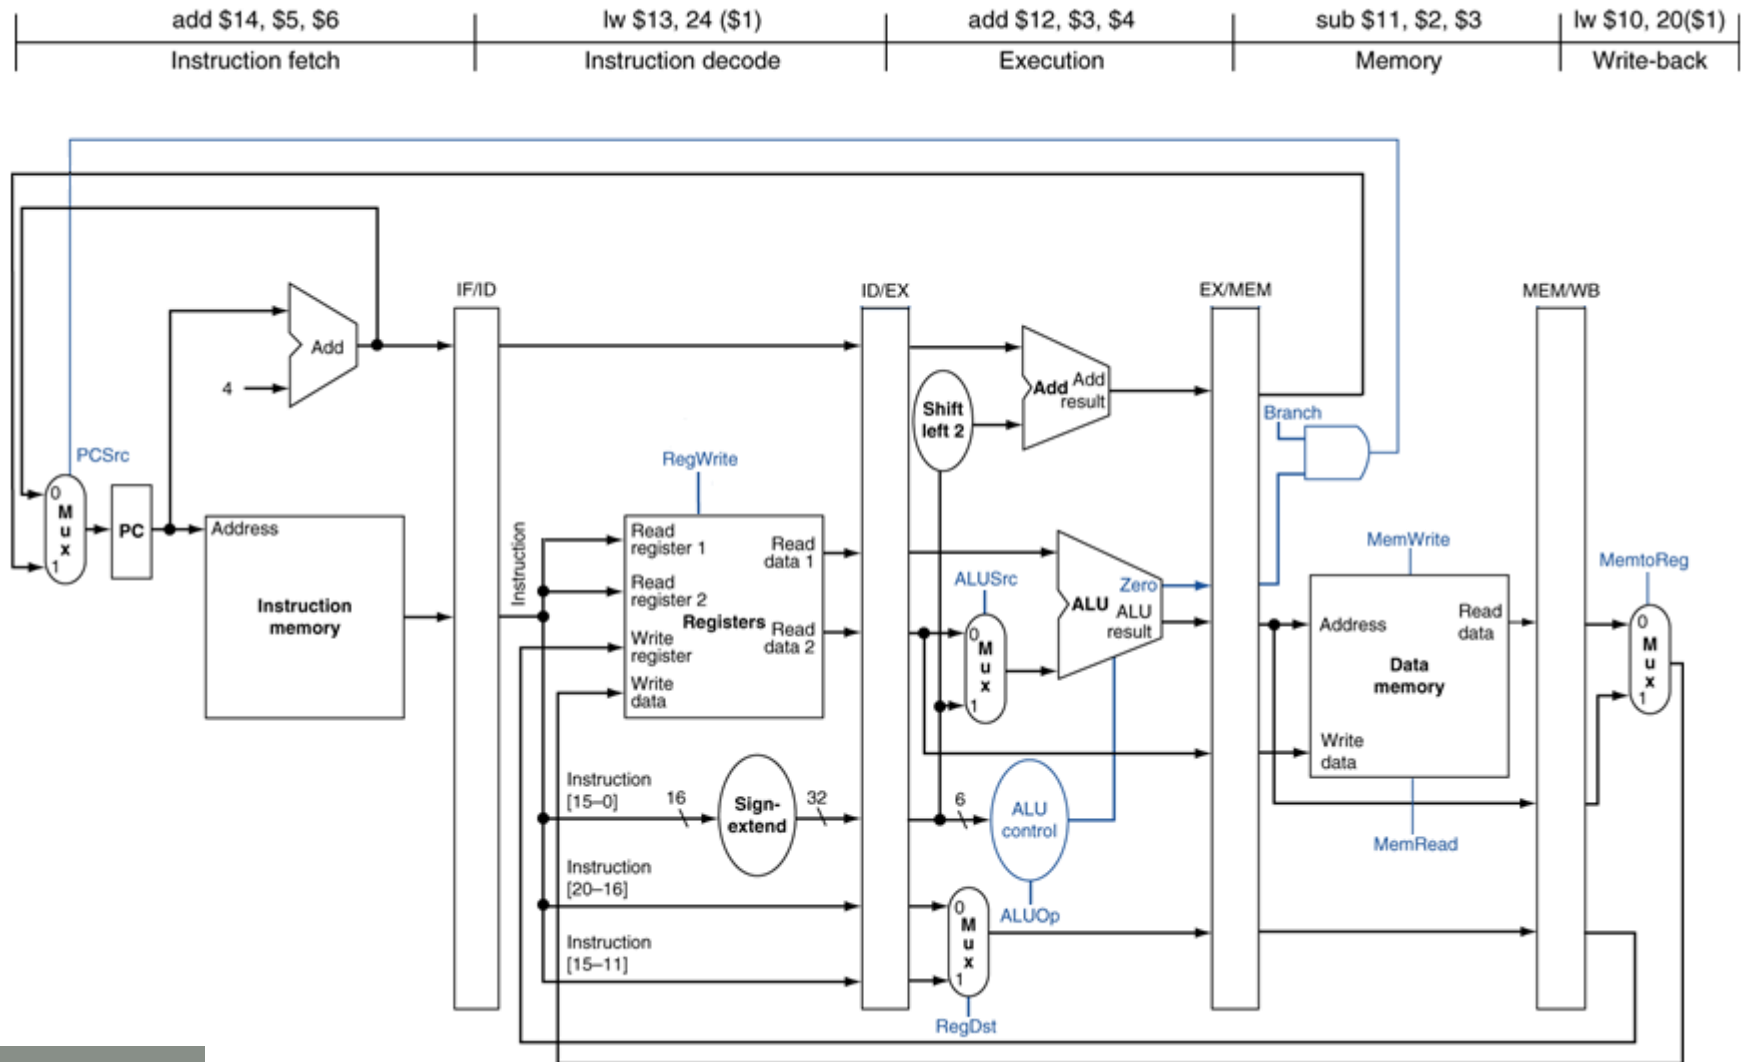 add $14, $5, $6
lw $13, 24 ($1)
add $12, $3, $4
sub $11, $2, $3
lw $10, 20($1)
Instruction fetch
Instruction decode
Execution
Memory
Write-back
IF/ID
ID/EX
EX/MEM
MEM/WB
Add
4
Add
Add
result
Shift
left 2
Branch
PCSrc
RegWrite
0
M
u
x
1
PC
Address
Instruction
memory
Instruction
Read
register 1
Read
data 1
Read
register 2
Registers
Read
data 2
Write
register
Write
data
ALUSrc
0
M
u
x
1
Zero
ALU
ALU
result
MemWrite
Address
Read
data
Data
memory
Write
data
MemRead
MemtoReg
0
M
u
x
1
Instruction
[15–0]
16
Sign-
extend
32
6
ALU
control
ALUOp
Instruction
[20–16]
Instruction
[15–11]
0
M
u
x
1
RegDst